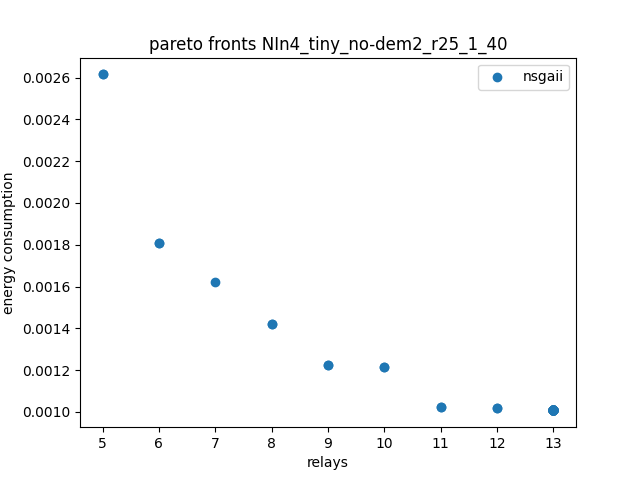 pareto fronts NIn4_tiny_no-dem2_r25_1_40
nsgaii
energy consumption
0.0026
0.0024
0.0022
0.0020
0.0018
0.0016
0.0014
0.0012
0.0010
5 6 7 8 9 10 11 12 13
relays